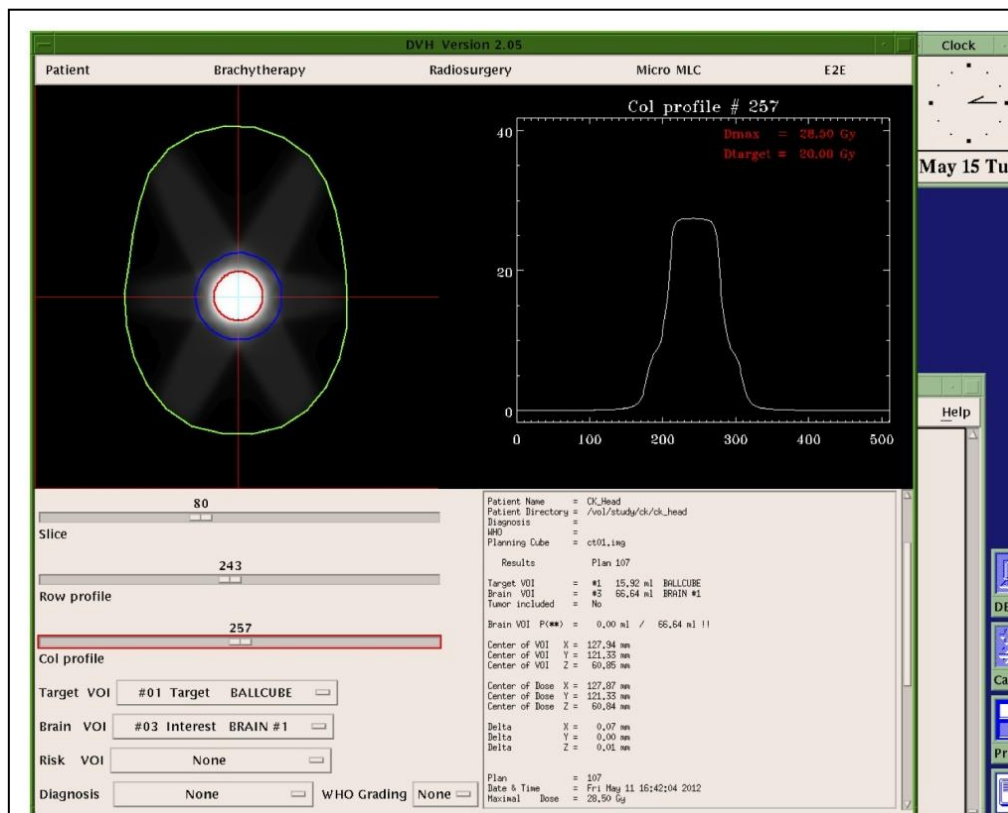 DVH Version 2.05
Clock
Patient Brachytherapy Radiosurgery Micro MLC E2E
May 15 Tu
Col profile # 257
Dmax = 28.50 Gy
Dtarget = 20.00 Gy
40
20
0
0 100 200 300 400 500
Help
80
Slice
243
Row profile
257
Col profile
Target VOI #01 Target BALLCUBE
Brain VOI #03 Interest BRAIN #1
Risk VOI None
Diagnosis None WHO Grading None
Patient Name = CK_Head
Patient Directory = /vol/study/ck/ck_head
Diagnosis =
WHO =
Planning Cube = ct01.img
Results Plan 107
Target VOI = #1 15.92 ml BALLCUBE
Brain VOI = #3 66.64 ml BRAIN #1
Tumor included = No
Brain VOI P(**) = 0.00 ml / 66.64 ml !!
Center of VOI X = 127.94 mm
Center of VOI Y = 121.33 mm
Center of VOI Z = 60.85 mm
Center of Dose X = 127.87 mm
Center of Dose Y = 121.33 mm
Center of Dose Z = 60.84 mm
Delta X = 0.07 mm
Delta Y = 0.00 mm
Delta Z = 0.01 mm
Plan = 107
Date & Time = Fri May 11 16:42:04 2012
Maximal Dose = 28.50 Gy
DE
Ca
Pr